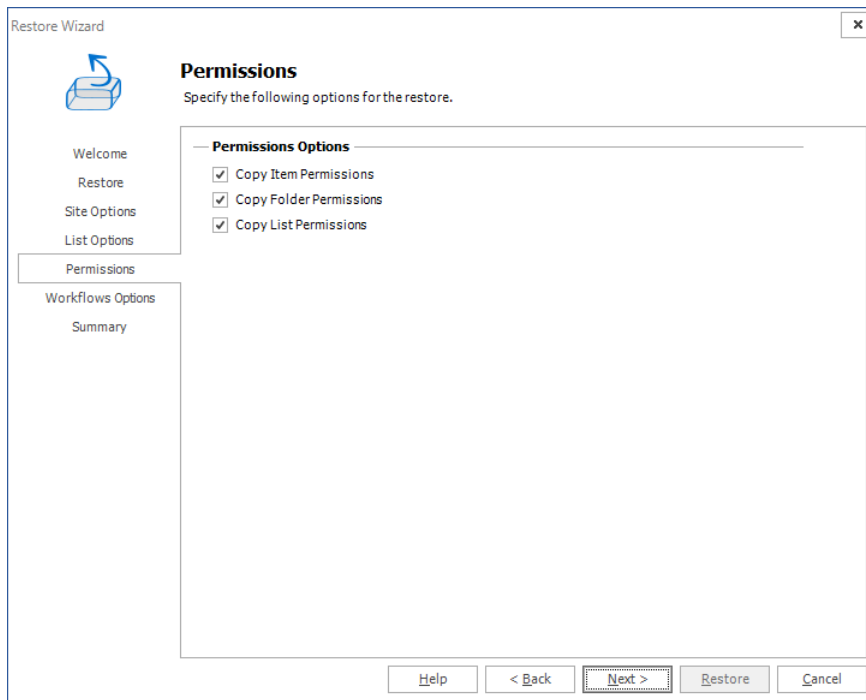 Restore Wizard
Permissions
Specify the following options for the restore.
Welcome
Restore
Site Options
List Options
Permissions
Workflows Options
Summary
Permissions Options
Copy Item Permissions
Copy Folder Permissions
Copy List Permissions
Help
< Back
Next >
Restore
Cancel